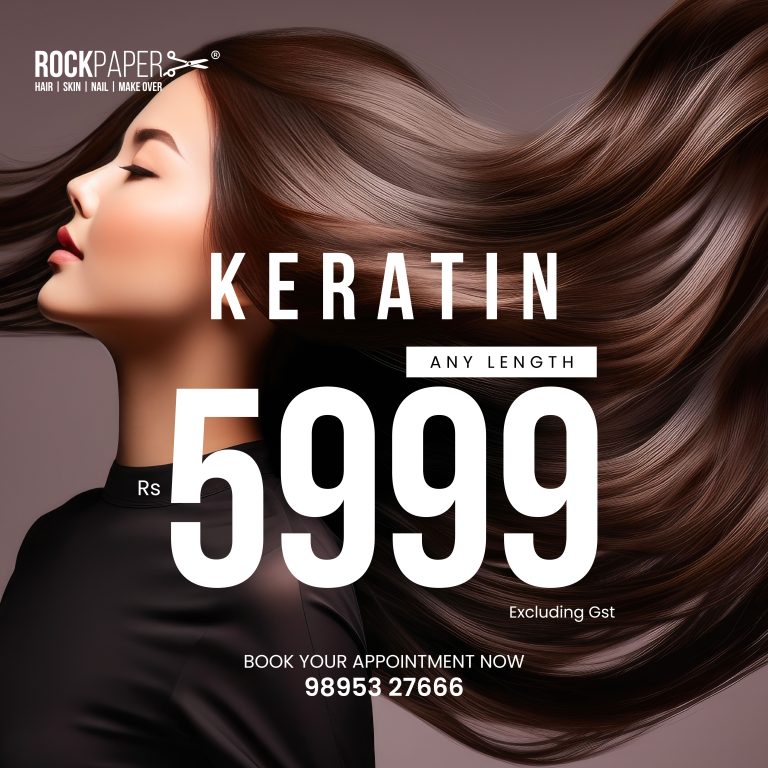 ROCKPAPER ®
HAIR | SKIN | NAIL | MAKE OVER
KERATIN
ANY LENGTH
Rs 5999
Excluding Gst
BOOK YOUR APPOINTMENT NOW
98953 27666